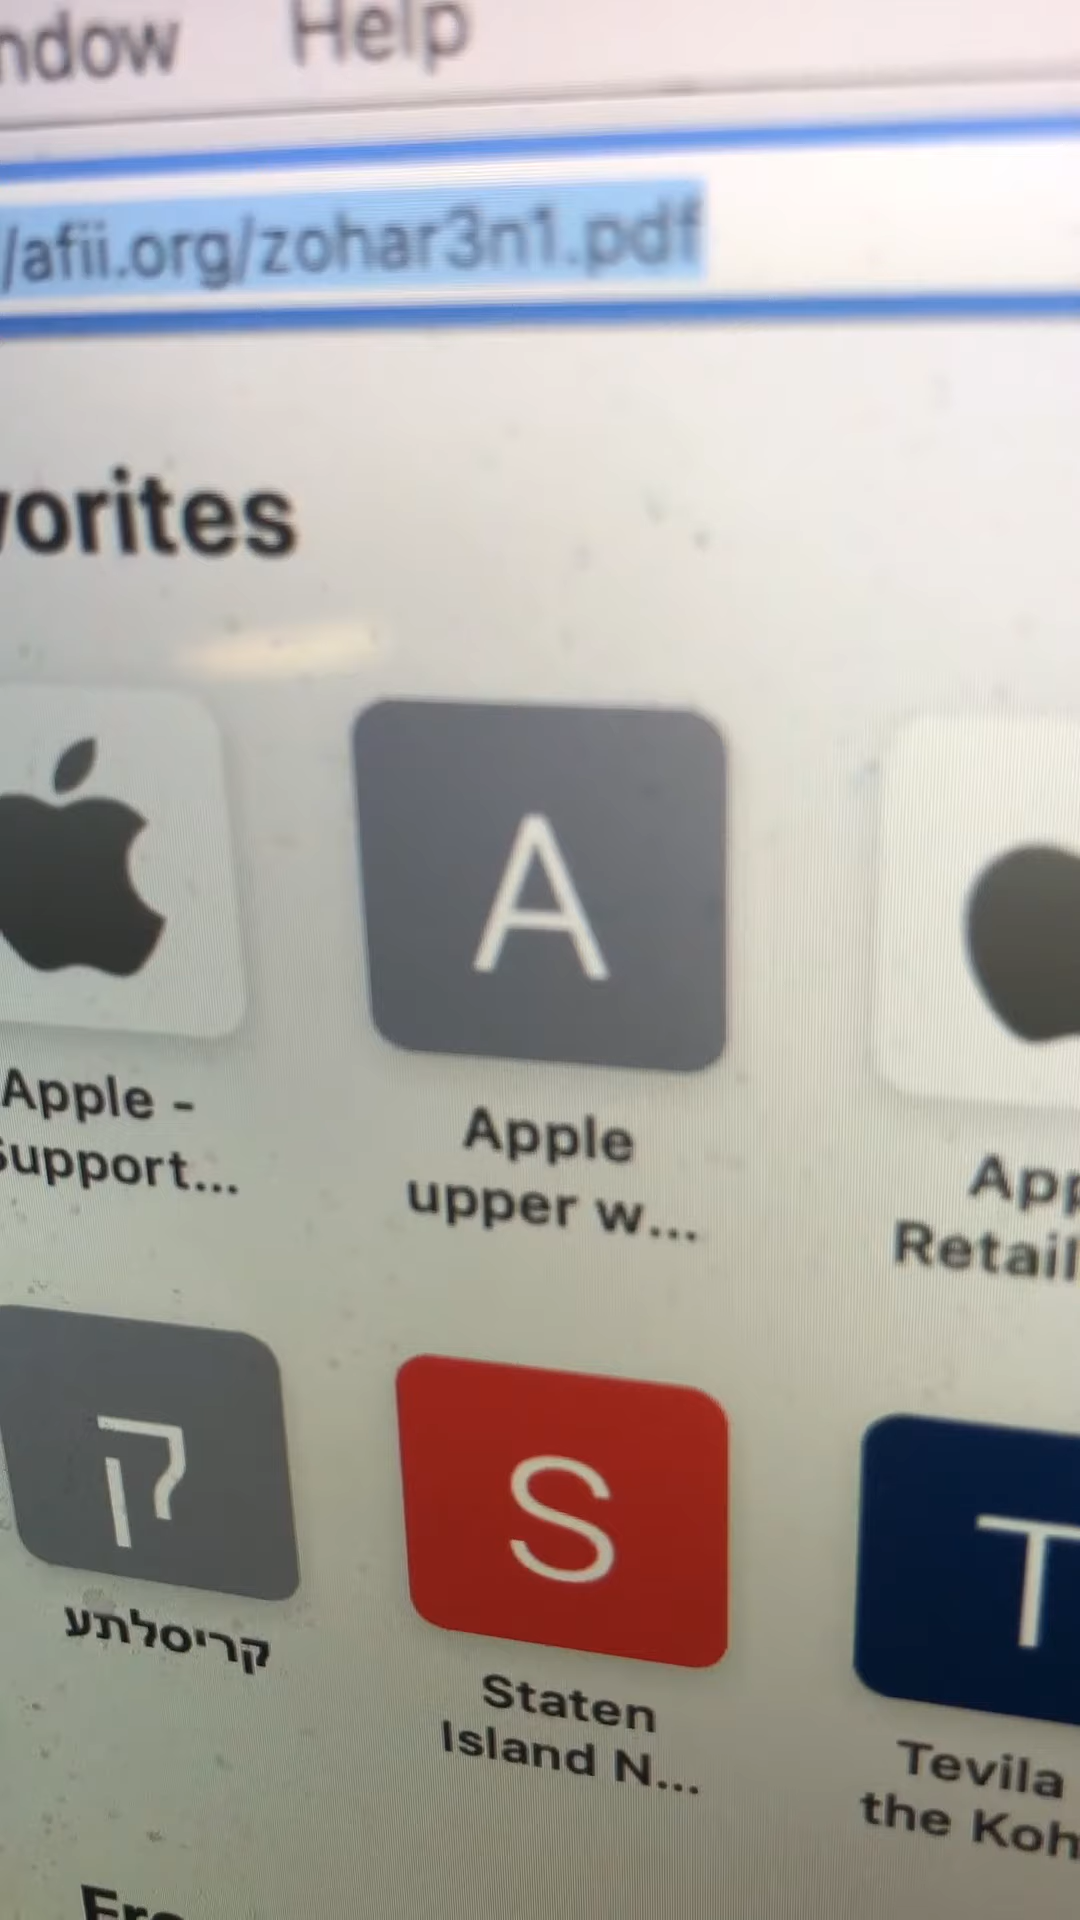 ndow Help
/afii.org/zohar3n1.pdf
vorites
A
Apple -
Support...
Apple
upper w...
App
Retail
ק
S
T
קריסלתע
Staten
Island N...
Tevila
the Koh
Fre